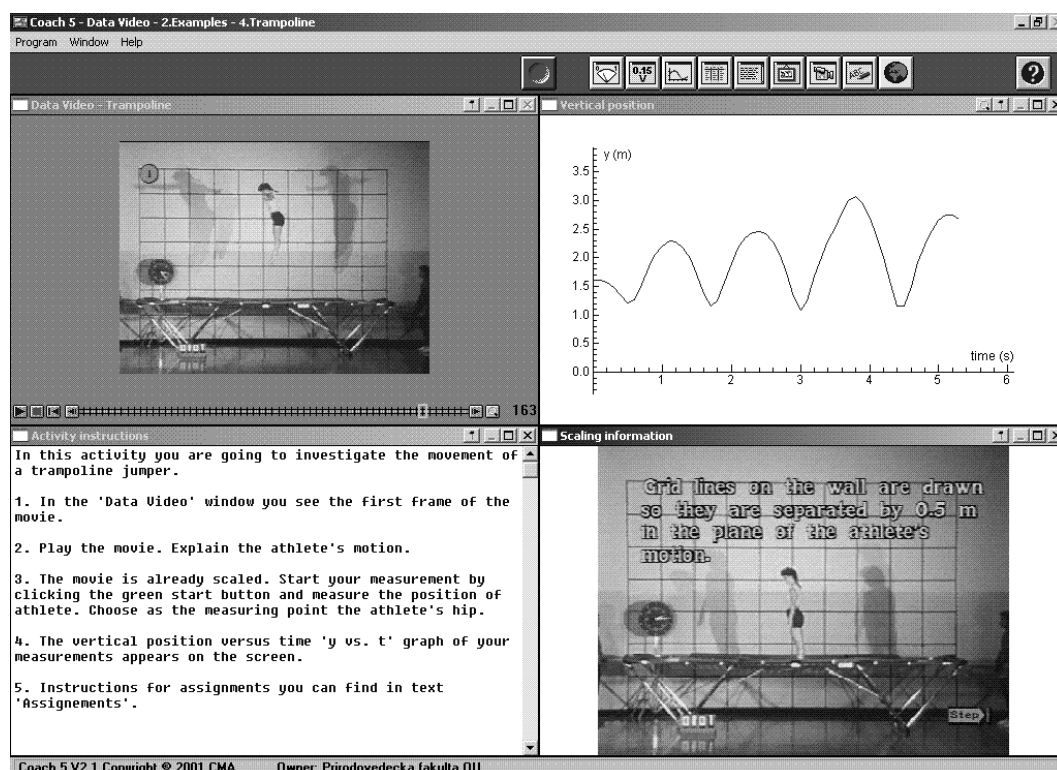 Coach 5 - Data Video - 2.Examples - 4.Trampoline
Program Window Help
0.15
V
Data Video - Trampoline
163
Vertical position
y (m)
3.5
3.0
2.5
2.0
1.5
1.0
0.5
0.0
time (s)
1 2 3 4 5 6
Activity instructions
In this activity you are going to investigate the movement of
a trampoline jumper.
1. In the 'Data Video' window you see the first frame of the
movie.
2. Play the movie. Explain the athlete's motion.
3. The movie is already scaled. Start your measurement by
clicking the green start button and measure the position of
athlete. Choose as the measuring point the athlete's hip.
4. The vertical position versus time 'y vs. t' graph of your
measurements appears on the screen.
5. Instructions for assignments you can find in text
'Assignements'.
Scaling information
Grid lines on the wall are drawn
so they are separated by 0.5 m
in the plane of the athlete's
motion.
Step
Coach 5 V2.1 Copyright © 2001 CMA Owner: Prirodovedecka fakulta OU